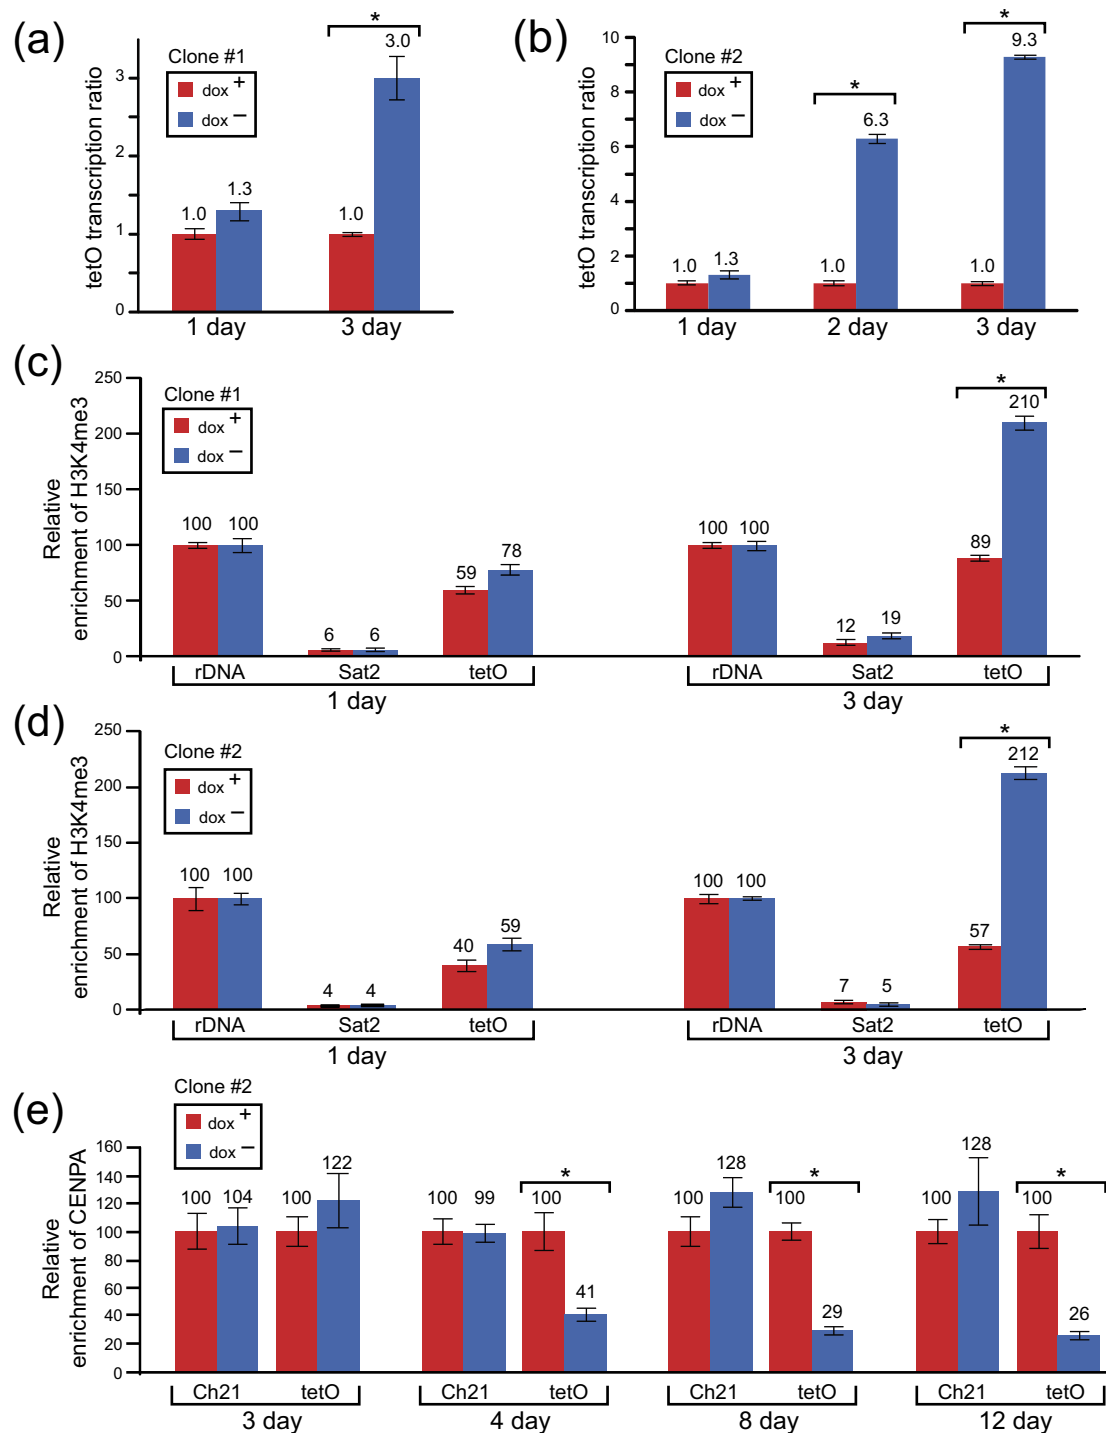 (a)
tetO transcription ratio
Clone #1
dox +
dox −
3
2
1
0
1.0
1.3
1.0
3.0
*
1 day
3 day
(b)
tetO transcription ratio
Clone #2
dox +
dox −
10
8
6
4
2
0
1.0
1.3
1.0
6.3
*
1.0
9.3
*
1 day
2 day
3 day
(c)
Relative
enrichment of H3K4me3
Clone #1
dox +
dox −
250
200
150
100
50
0
100 100
6 6
59 78
100 100
12 19
89 210
*
rDNA Sat2 tetO
1 day
rDNA Sat2 tetO
3 day
(d)
Relative
enrichment of H3K4me3
Clone #2
dox +
dox −
250
200
150
100
50
0
100 100
4 4
40 59
100 100
7 5
57 212
*
rDNA Sat2 tetO
1 day
rDNA Sat2 tetO
3 day
(e)
Relative
enrichment of CENPA
Clone #2
dox +
dox −
160
140
120
100
80
60
40
20
0
100 104
100 122
100 99
100 41
*
100 128
100 29
*
100 128
100 26
*
Ch21 tetO
3 day
Ch21 tetO
4 day
Ch21 tetO
8 day
Ch21 tetO
12 day